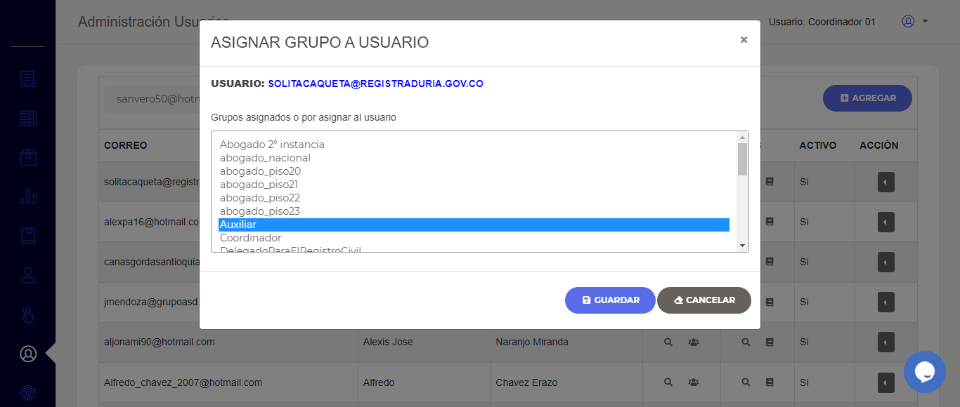 Administración Usuarios
Usuario: Coordinador 01
ASIGNAR GRUPO A USUARIO
×
USUARIO: SOLITACAQUETA@REGISTRADURIA.GOV.CO
sanvero50@hotm
AGREGAR
Grupos asignados o por asignar al usuario
Abogado 2º instancia
abogado_nacional
abogado_piso20
abogado_piso21
abogado_piso22
abogado_piso23
Auxiliar
Coordinador
DelegadoParaElRegistroCivil
CORREO
S
ACTIVO
ACCIÓN
solitacaqueta@registr
Si
alexpa16@hotmail.co
Si
canasgordasantioquia
Si
jmendoza@grupoasd.
Si
GUARDAR
CANCELAR
aljonami90@hotmail.com
Alexis Jose
Naranjo Miranda
Si
Alfredo_chavez_2007@hotmail.com
Alfredo
Chavez Erazo
Si